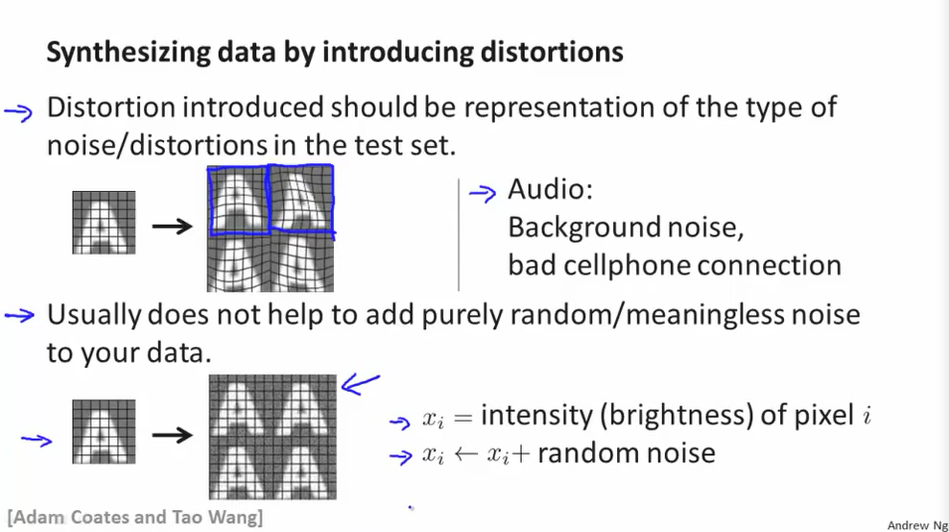 Synthesizing data by introducing distortions
Distortion introduced should be representation of the type of
noise/distortions in the test set.
Audio:
Background noise,
bad cellphone connection
Usually does not help to add purely random/meaningless noise
to your data.
x_i = intensity (brightness) of pixel i
x_i ← x_i + random noise
[Adam Coates and Tao Wang]
Andrew Ng